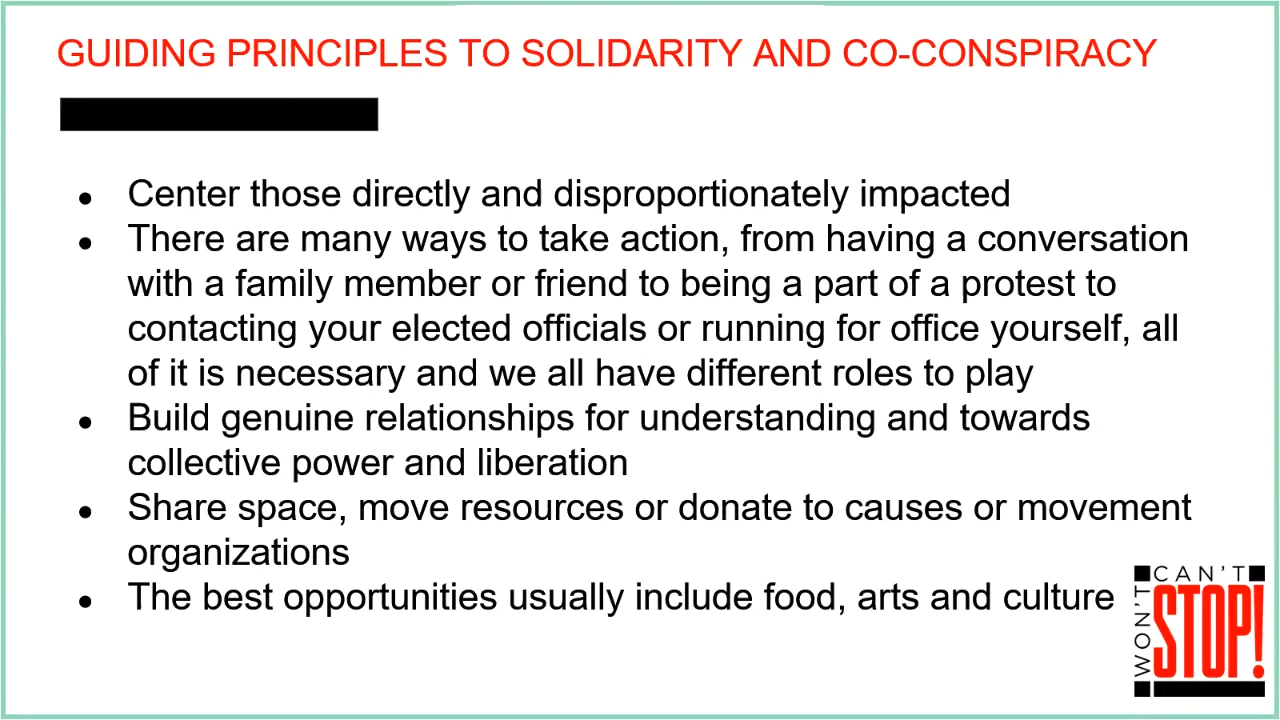 GUIDING PRINCIPLES TO SOLIDARITY AND CO-CONSPIRACY
● Center those directly and disproportionately impacted
● There are many ways to take action, from having a conversation
with a family member or friend to being a part of a protest to
contacting your elected officials or running for office yourself, all
of it is necessary and we all have different roles to play
● Build genuine relationships for understanding and towards
collective power and liberation
● Share space, move resources or donate to causes or movement
organizations
● The best opportunities usually include food, arts and culture
CAN'T
WON'T
STOP!